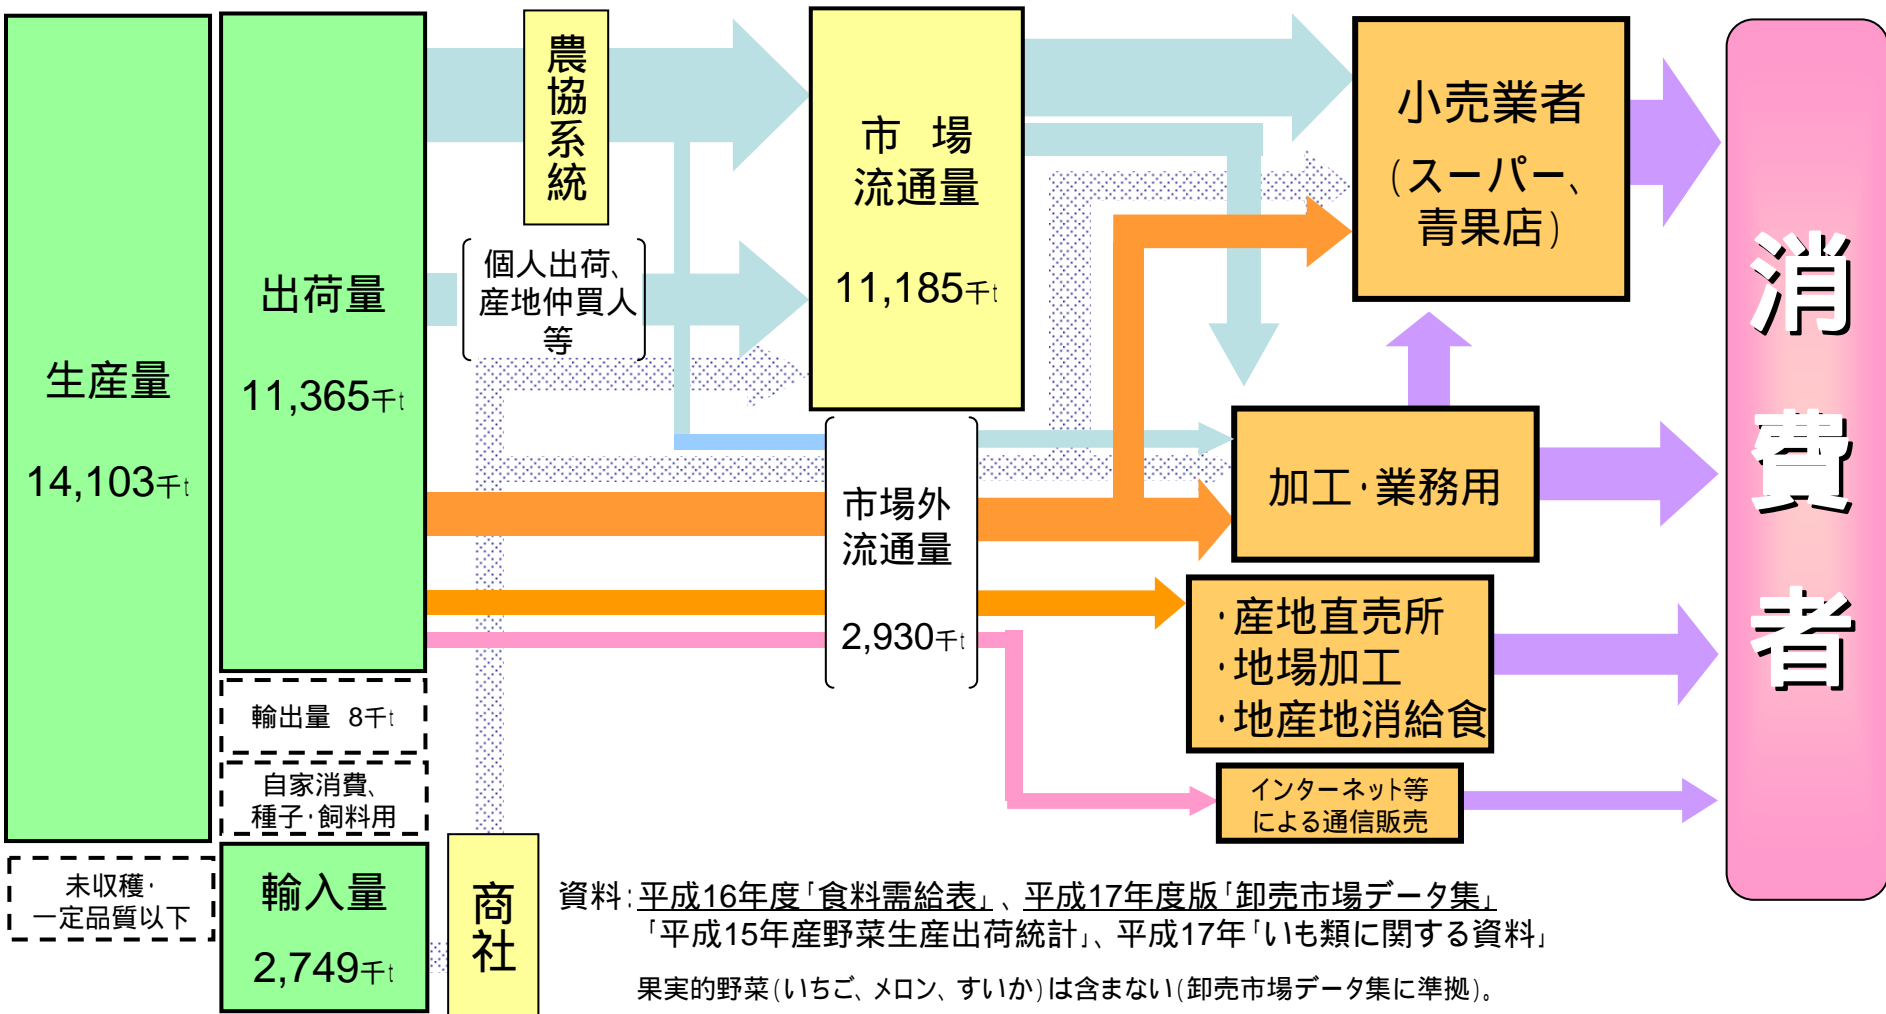 生産量
14,103千t
未収穫・
一定品質以下
出荷量
11,365千t
輸出量 8千t
自家消費、
種子・飼料用
輸入量
2,749千t
農協系統
個人出荷、
産地仲買人
等
商社
市 場
流通量
11,185千t
市場外
流通量
2,930千t
小売業者
(スーパー、
青果店)
加工・業務用
・産地直売所
・地場加工
・地産地消給食
インターネット等
による通信販売
消費者
資料:平成16年度「食料需給表」、平成17年度版「卸売市場データ集」
「平成15年産野菜生産出荷統計」、平成17年「いも類に関する資料」
果実的野菜(いちご、メロン、すいか)は含まない(卸売市場データ集に準拠)。